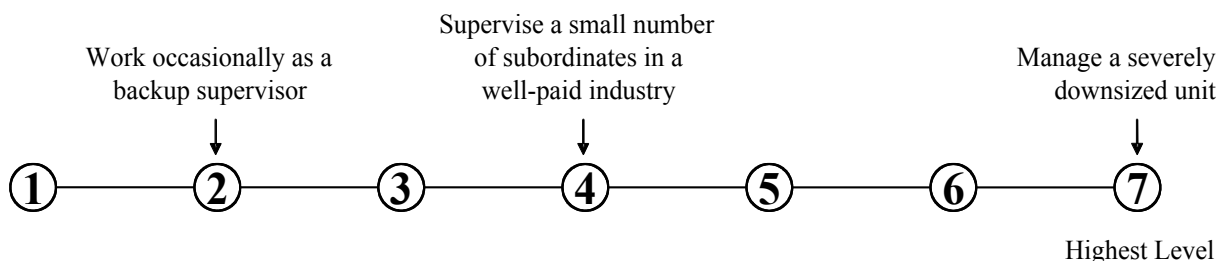 Work occasionally as a
backup supervisor
Supervise a small number
of subordinates in a
well-paid industry
Manage a severely
downsized unit
1 2 3 4 5 6 7
Highest Level